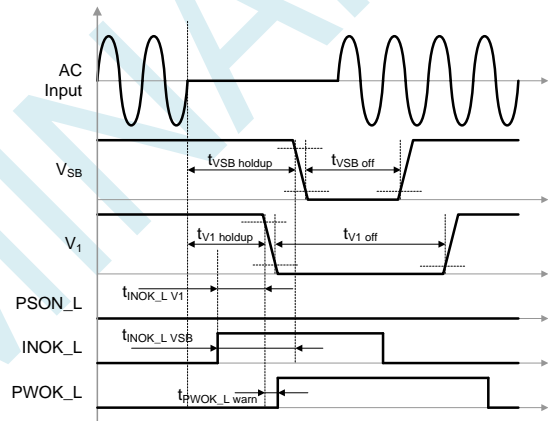 AC
Input
VSB
tVSB holdup
tVSB off
V1
tV1 holdup
tV1 off
PSON_L
tINOK_L V1
INOK_L
tINOK_L VSB
PWOK_L
tPWOK_L warn